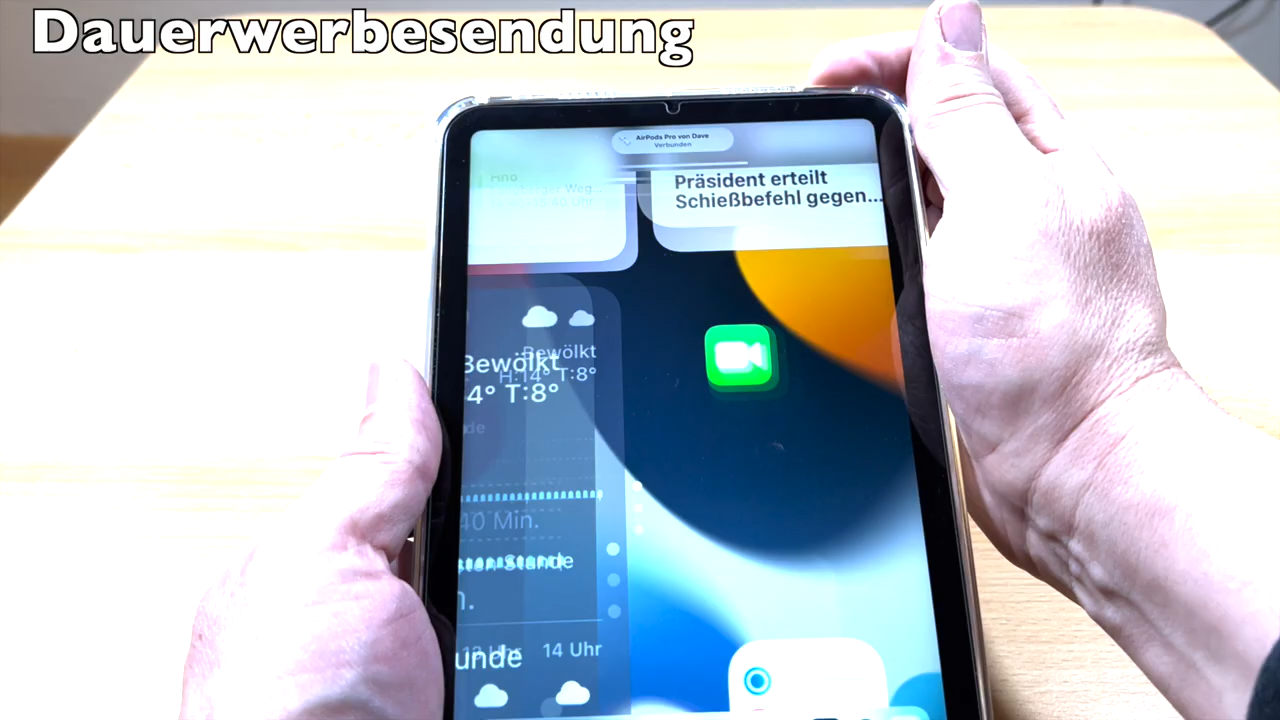 Dauerwerbesendung
AirPods Pro von Dave
Verbunden
Präsident erteilt
Schießbefehl gegen...
Bewölkt
H:14° T:8°
Bewölkt
4° T:8°
40 Min.
Stunde
14 Uhr
unde